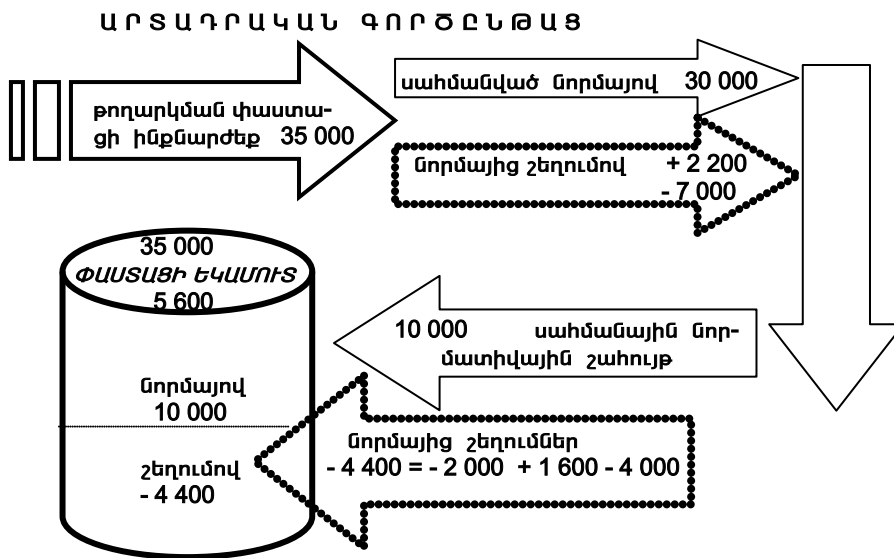 ԱՐՏԱԴՐԱԿԱՆ ԳՈՐԾԸՆԹԱՑ
թողարկման փաստա-
ցի ինքնարժեք 35 000
սահմանված նորմայով 30 000
նորմայից շեղումով + 2 200
- 7 000
35 000
ՓԱՍՏԱՑԻ ԵԿԱՄՈՒՏ
5 600
նորմայով
10 000
շեղումով
- 4 400
10 000 սահմանային նոր-
մատիվային շահույթ
նորմայից շեղումներ
- 4 400 = - 2 000 + 1 600 - 4 000